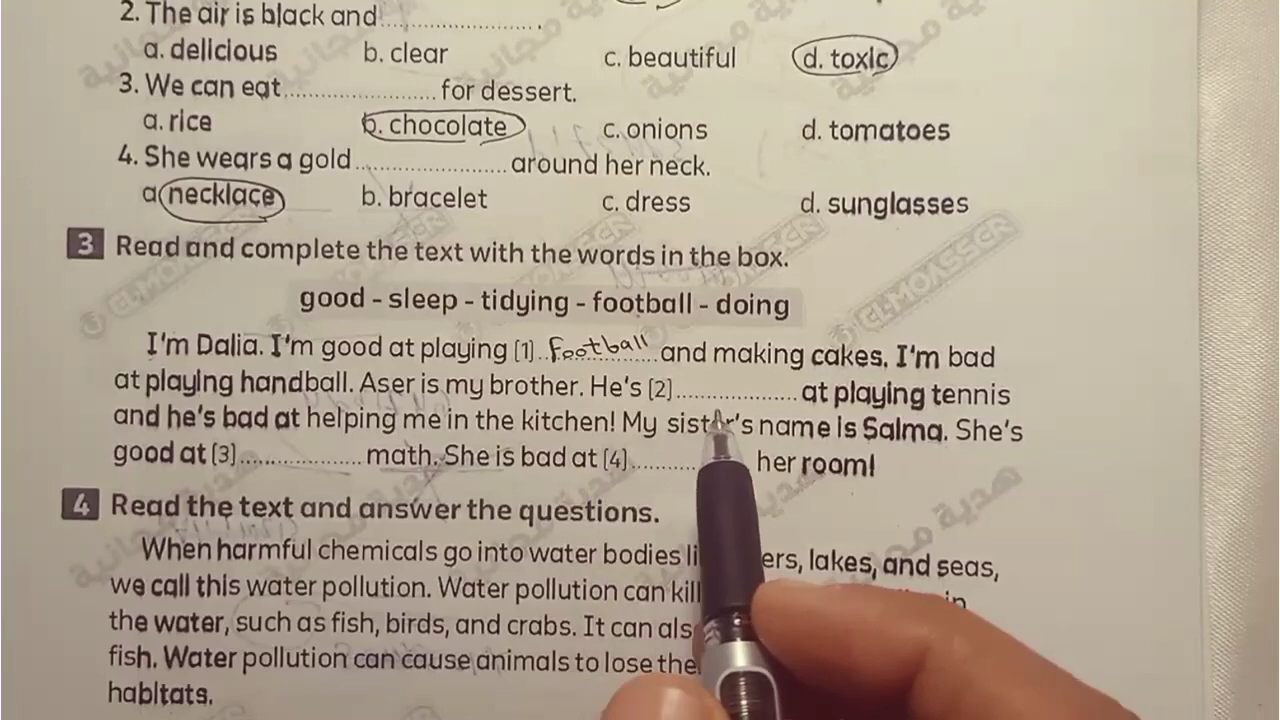 2. The air is black and .................... .
a. delicious b. clear c. beautiful d. toxic
3. We can eat .................... for dessert.
a. rice b. chocolate c. onions d. tomatoes
4. She wears a gold .................... around her neck.
a necklace b. bracelet c. dress d. sunglasses
3 Read and complete the text with the words in the box.
good - sleep - tidying - football - doing
I'm Dalia. I'm good at playing (1) Football and making cakes. I'm bad
at playing handball. Aser is my brother. He's (2) .................... at playing tennis
and he's bad at helping me in the kitchen! My sister's name is Salma. She's
good at (3) .................... math. She is bad at (4) .......... her room!
4 Read the text and answer the questions.
When harmful chemicals go into water bodies lakes, and seas,
we call this water pollution. Water pollution can kill in
the water, such as fish, birds, and crabs. It can
fish. Water pollution can cause animals to lose
habitats.
هدية مجانية
ELMOASSER